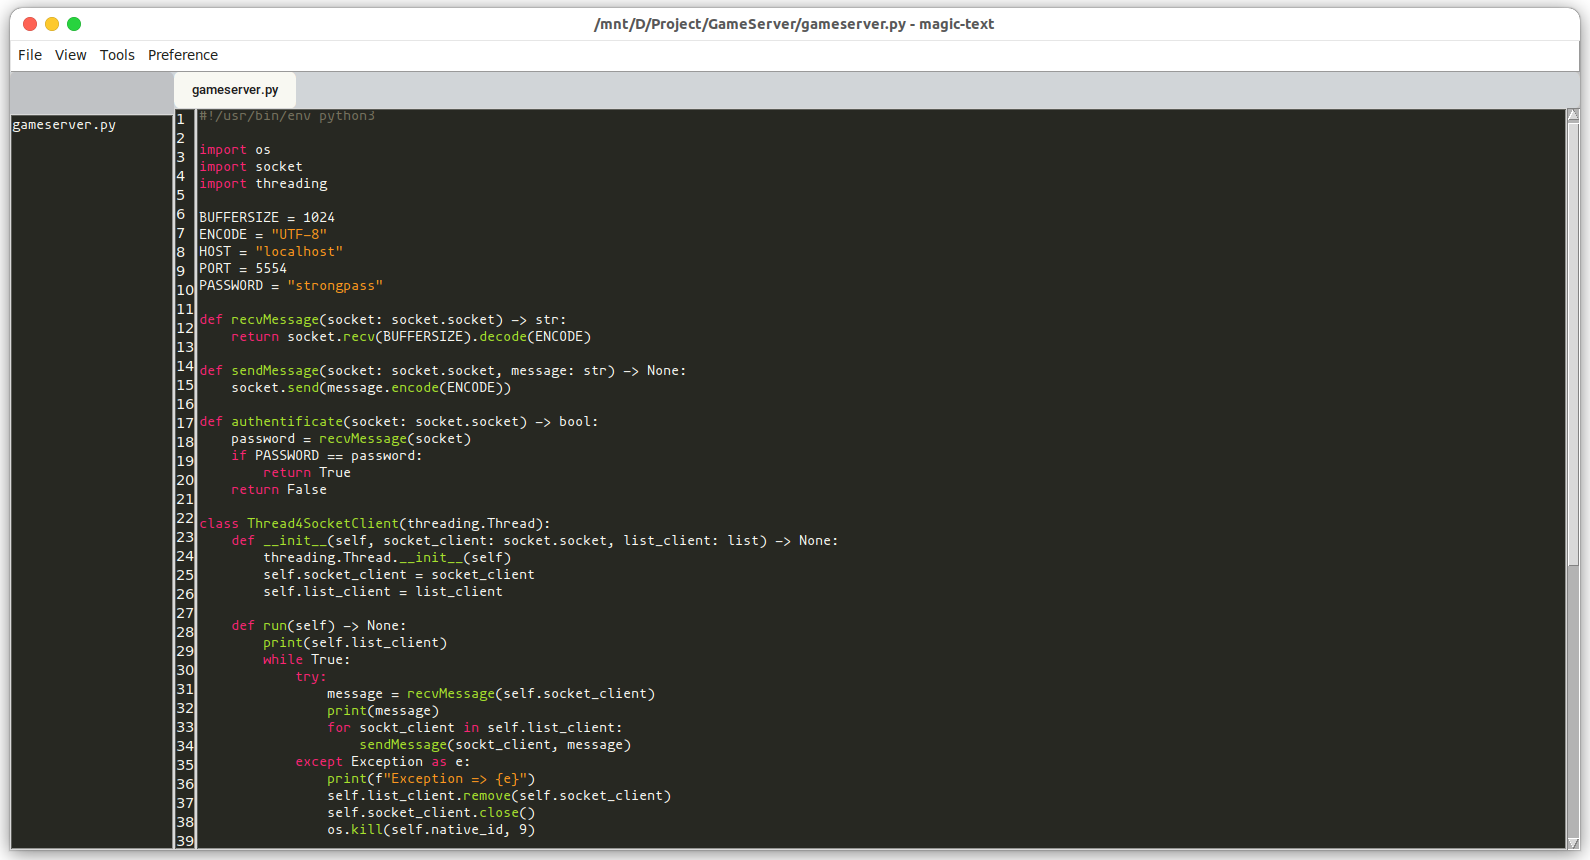 /mnt/D/Project/GameServer/gameserver.py - magic-text
File View Tools Preference
gameserver.py
gameserver.py
1 #!/usr/bin/env python3
2
3 import os
4 import socket
5 import threading
6
7 BUFFERSIZE = 1024
8 ENCODE = "UTF-8"
9 HOST = "localhost"
10 PORT = 5554
11 PASSWORD = "strongpass"
12
13 def recvMessage(socket: socket.socket) -> str:
14     return socket.recv(BUFFERSIZE).decode(ENCODE)
15
16 def sendMessage(socket: socket.socket, message: str) -> None:
17     socket.send(message.encode(ENCODE))
18
19 def authentificate(socket: socket.socket) -> bool:
20     password = recvMessage(socket)
21     if PASSWORD == password:
22         return True
23     return False
24
25 class Thread4SocketClient(threading.Thread):
26     def __init__(self, socket_client: socket.socket, list_client: list) -> None:
27         threading.Thread.__init__(self)
28         self.socket_client = socket_client
29         self.list_client = list_client
30
31     def run(self) -> None:
32         print(self.list_client)
33         while True:
34             try:
35                 message = recvMessage(self.socket_client)
36                 print(message)
37                 for sockt_client in self.list_client:
38                     sendMessage(sockt_client, message)
39             except Exception as e:
                print(f"Exception => {e}")
                self.list_client.remove(self.socket_client)
                self.socket_client.close()
                os.kill(self.native_id, 9)